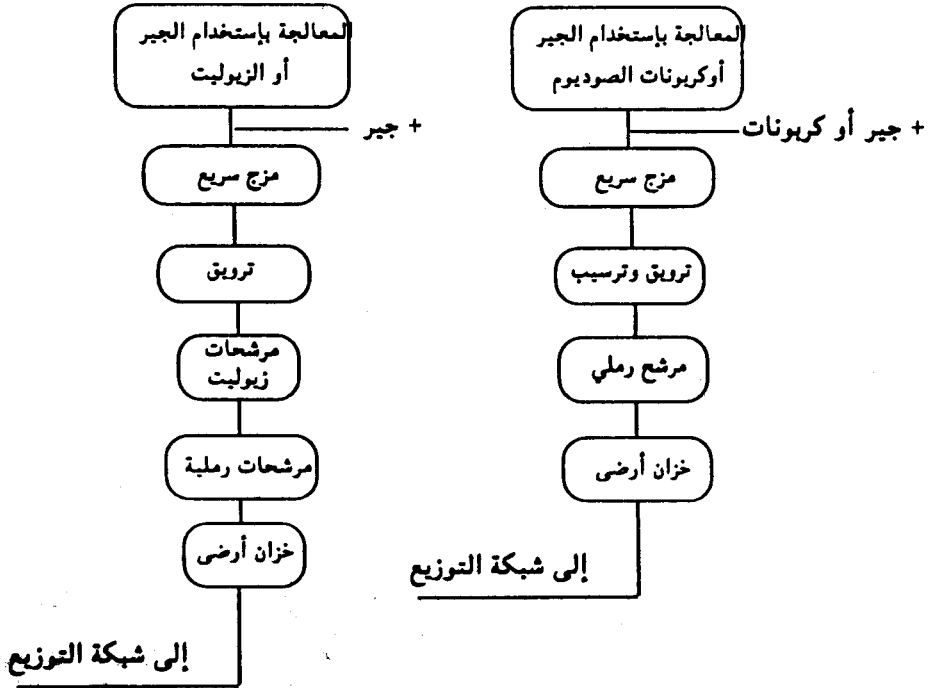 المعالجة بإستخدام الجير
أوكربونات الصوديوم
+ جير أو كربونات
مزج سريع
ترويق وترسيب
مرشح رملي
خزان أرضى
إلى شبكة التوزيع
المعالجة بإستخدام الجير
أو الزيوليت
+ جير
مزج سريع
ترويق
مرشحات
زيوليت
مرشحات رملية
خزان أرضى
إلى شبكة التوزيع